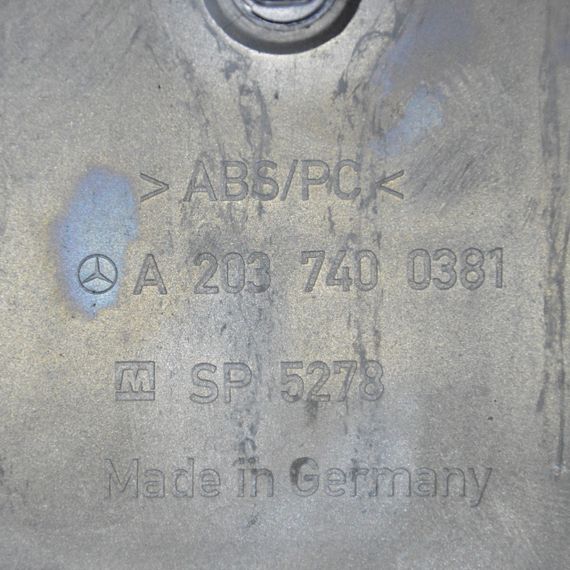 > ABS/PC <
A 203 740 0381
M SP 5278
Made in Germany